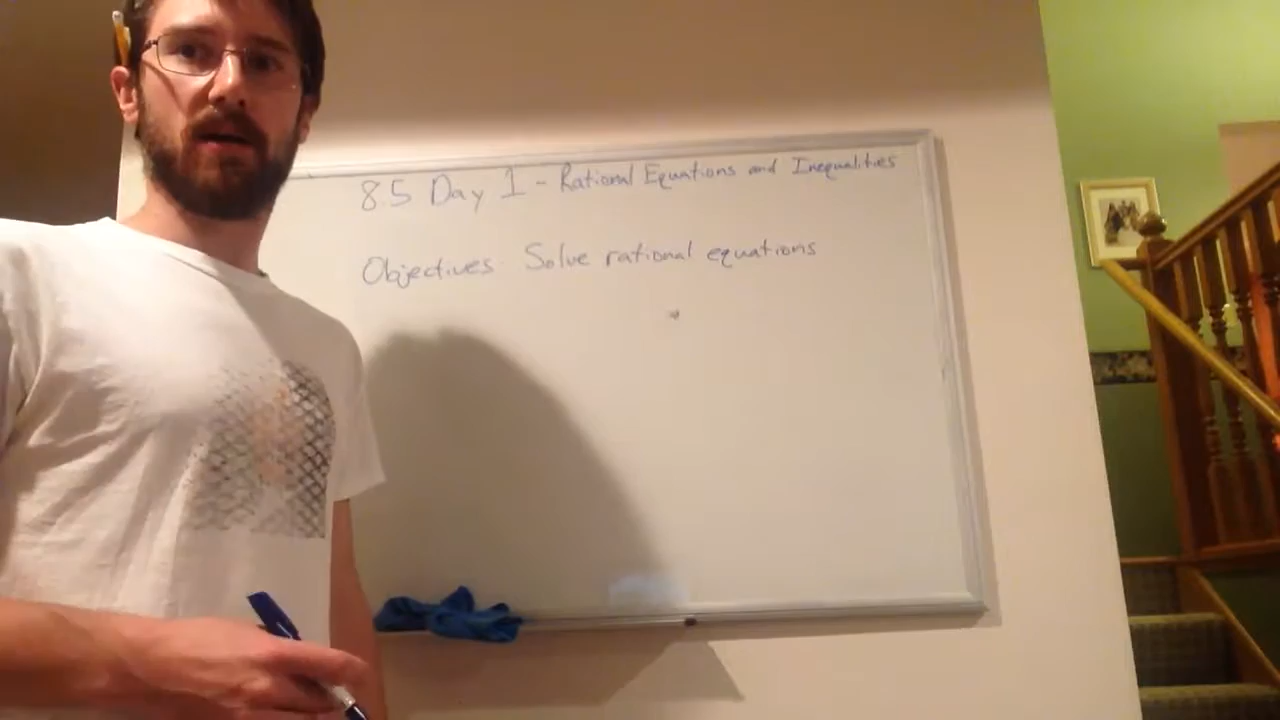 8.5 Day 1 - Rational Equations and Inequalities
Objectives: Solve rational equations